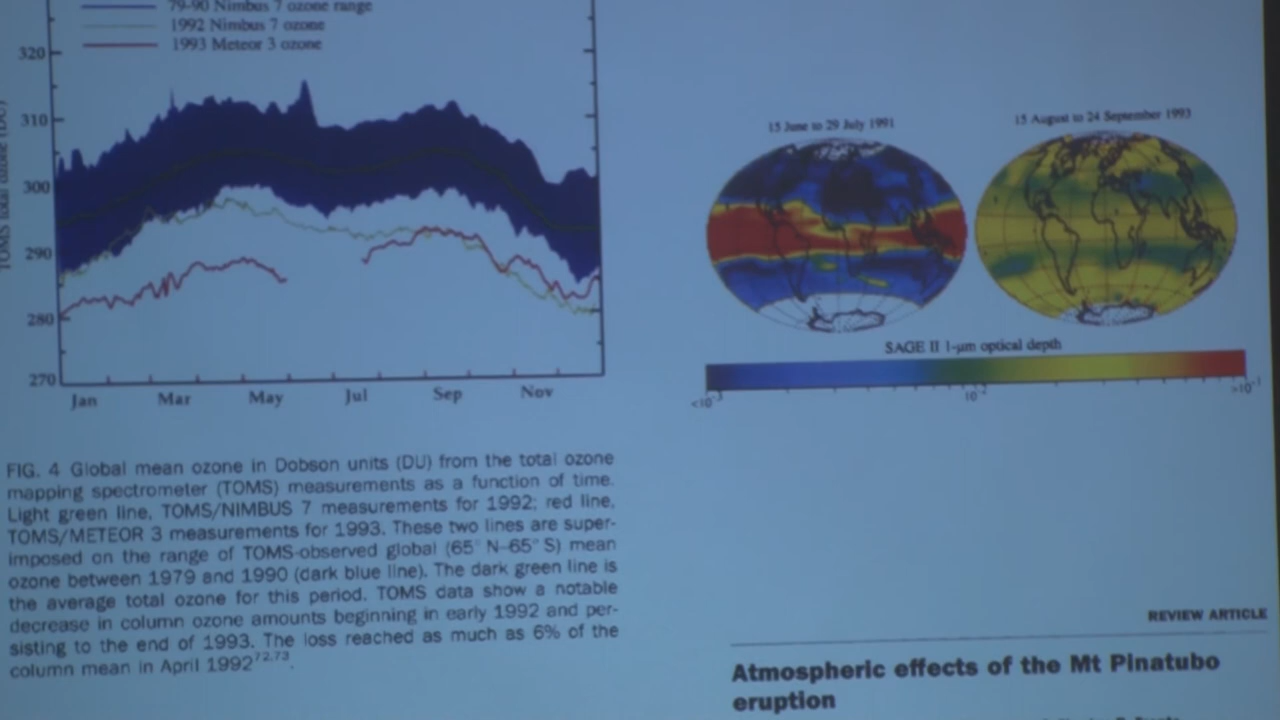 79-90 Nimbus 7 ozone range
1992 Nimbus 7 ozone
1993 Meteor 3 ozone
TOMS total ozone (DU)
320
310
300
290
280
270
Jan Mar May Jul Sep Nov
FIG. 4 Global mean ozone in Dobson units (DU) from the total ozone
mapping spectrometer (TOMS) measurements as a function of time.
Light green line, TOMS/NIMBUS 7 measurements for 1992; red line,
TOMS/METEOR 3 measurements for 1993. These two lines are super-
imposed on the range of TOMS-observed global (65° N–65° S) mean
ozone between 1979 and 1990 (dark blue line). The dark green line is
the average total ozone for this period. TOMS data show a notable
decrease in column ozone amounts beginning in early 1992 and per-
sisting to the end of 1993. The loss reached as much as 6% of the
column mean in April 1992⁷²,⁷³.
15 June to 29 July 1991
15 August to 24 September 1993
SAGE II 1-μm optical depth
<10⁻³ 10⁻² >10⁻¹
REVIEW ARTICLE
Atmospheric effects of the Mt Pinatubo
eruption